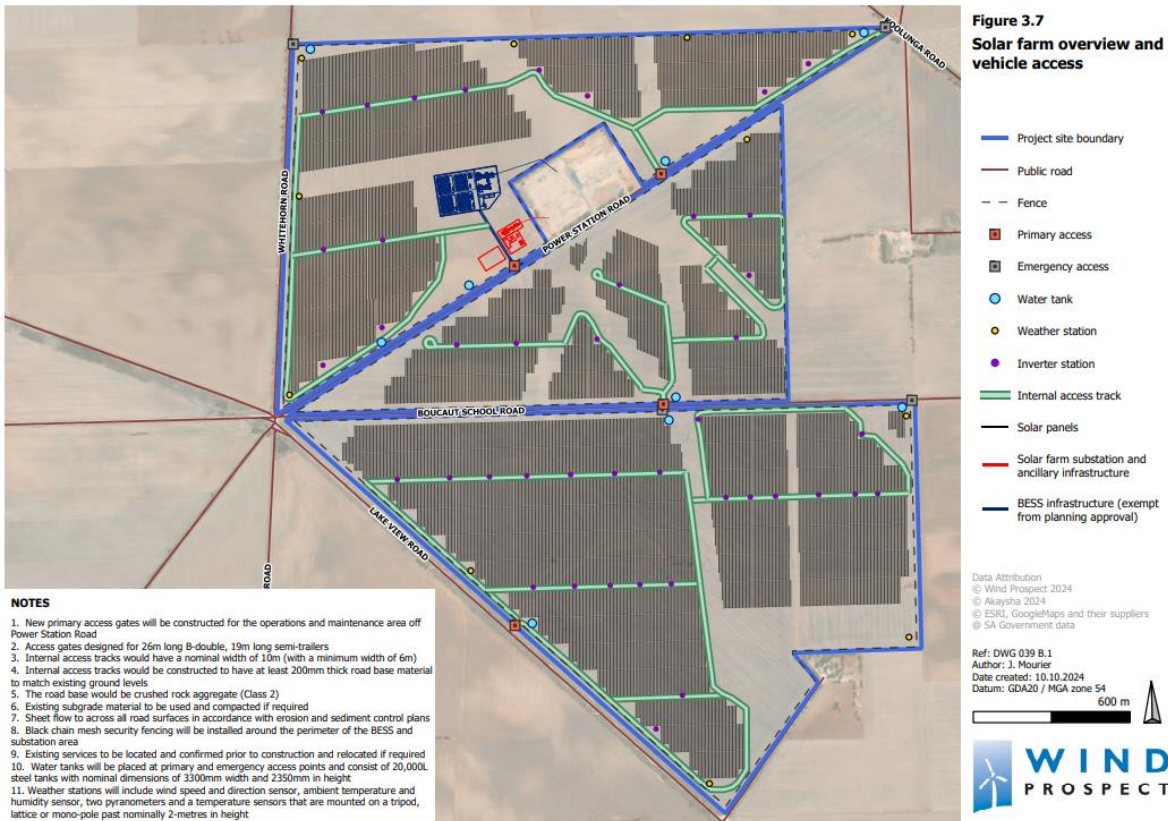 Figure 3.7
Solar farm overview and
vehicle access
KOOLUNGA ROAD
WHITEHORN ROAD
POWER STATION ROAD
BOUCAUT SCHOOL ROAD
LAKE VIEW ROAD
ROAD
Project site boundary
Public road
Fence
Primary access
Emergency access
Water tank
Weather station
Inverter station
Internal access track
Solar panels
Solar farm substation and
ancillary infrastructure
BESS infrastructure (exempt
from planning approval)
Data Attribution
© Wind Prospect 2024
© Akaysha 2024
© ESRI, GoogleMaps and their suppliers
@ SA Government data
Ref: DWG 039 B.1
Author: J. Mourier
Date created: 10.10.2024
Datum: GDA20 / MGA zone 54
600 m
WIND
PROSPECT
NOTES
1. New primary access gates will be constructed for the operations and maintenance area off
Power Station Road
2. Access gates designed for 26m long B-double, 19m long semi-trailers
3. Internal access tracks would have a nominal width of 10m (with a minimum width of 6m)
4. Internal access tracks would be constructed to have at least 200mm thick road base material
to match existing ground levels
5. The road base would be crushed rock aggregate (Class 2)
6. Existing subgrade material to be used and compacted if required
7. Sheet flow to across all road surfaces in accordance with erosion and sediment control plans
8. Black chain mesh security fencing will be installed around the perimeter of the BESS and
substation area
9. Existing services to be located and confirmed prior to construction and relocated if required
10. Water tanks will be placed at primary and emergency access points and consist of 20,000L
steel tanks with nominal dimensions of 3300mm width and 2350mm in height
11. Weather stations will include wind speed and direction sensor, ambient temperature and
humidity sensor, two pyranometers and a temperature sensors that are mounted on a tripod,
lattice or mono-pole past nominally 2-metres in height